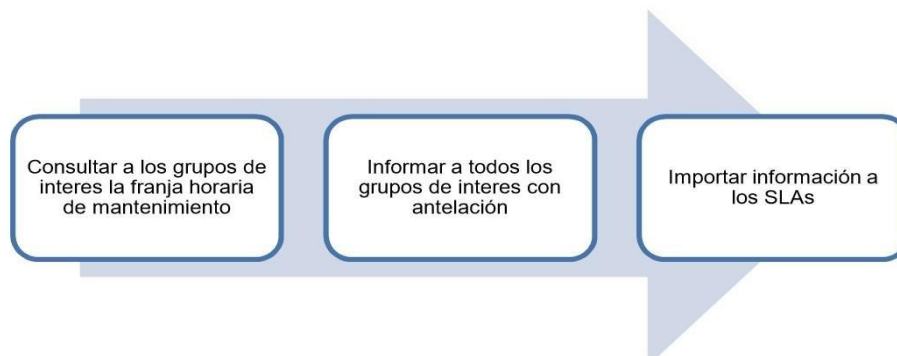 Consultar a los grupos de
interes la franja horaria
de mantenimiento
Informar a todos los
grupos de interes con
antelación
Importar información a
los SLAs